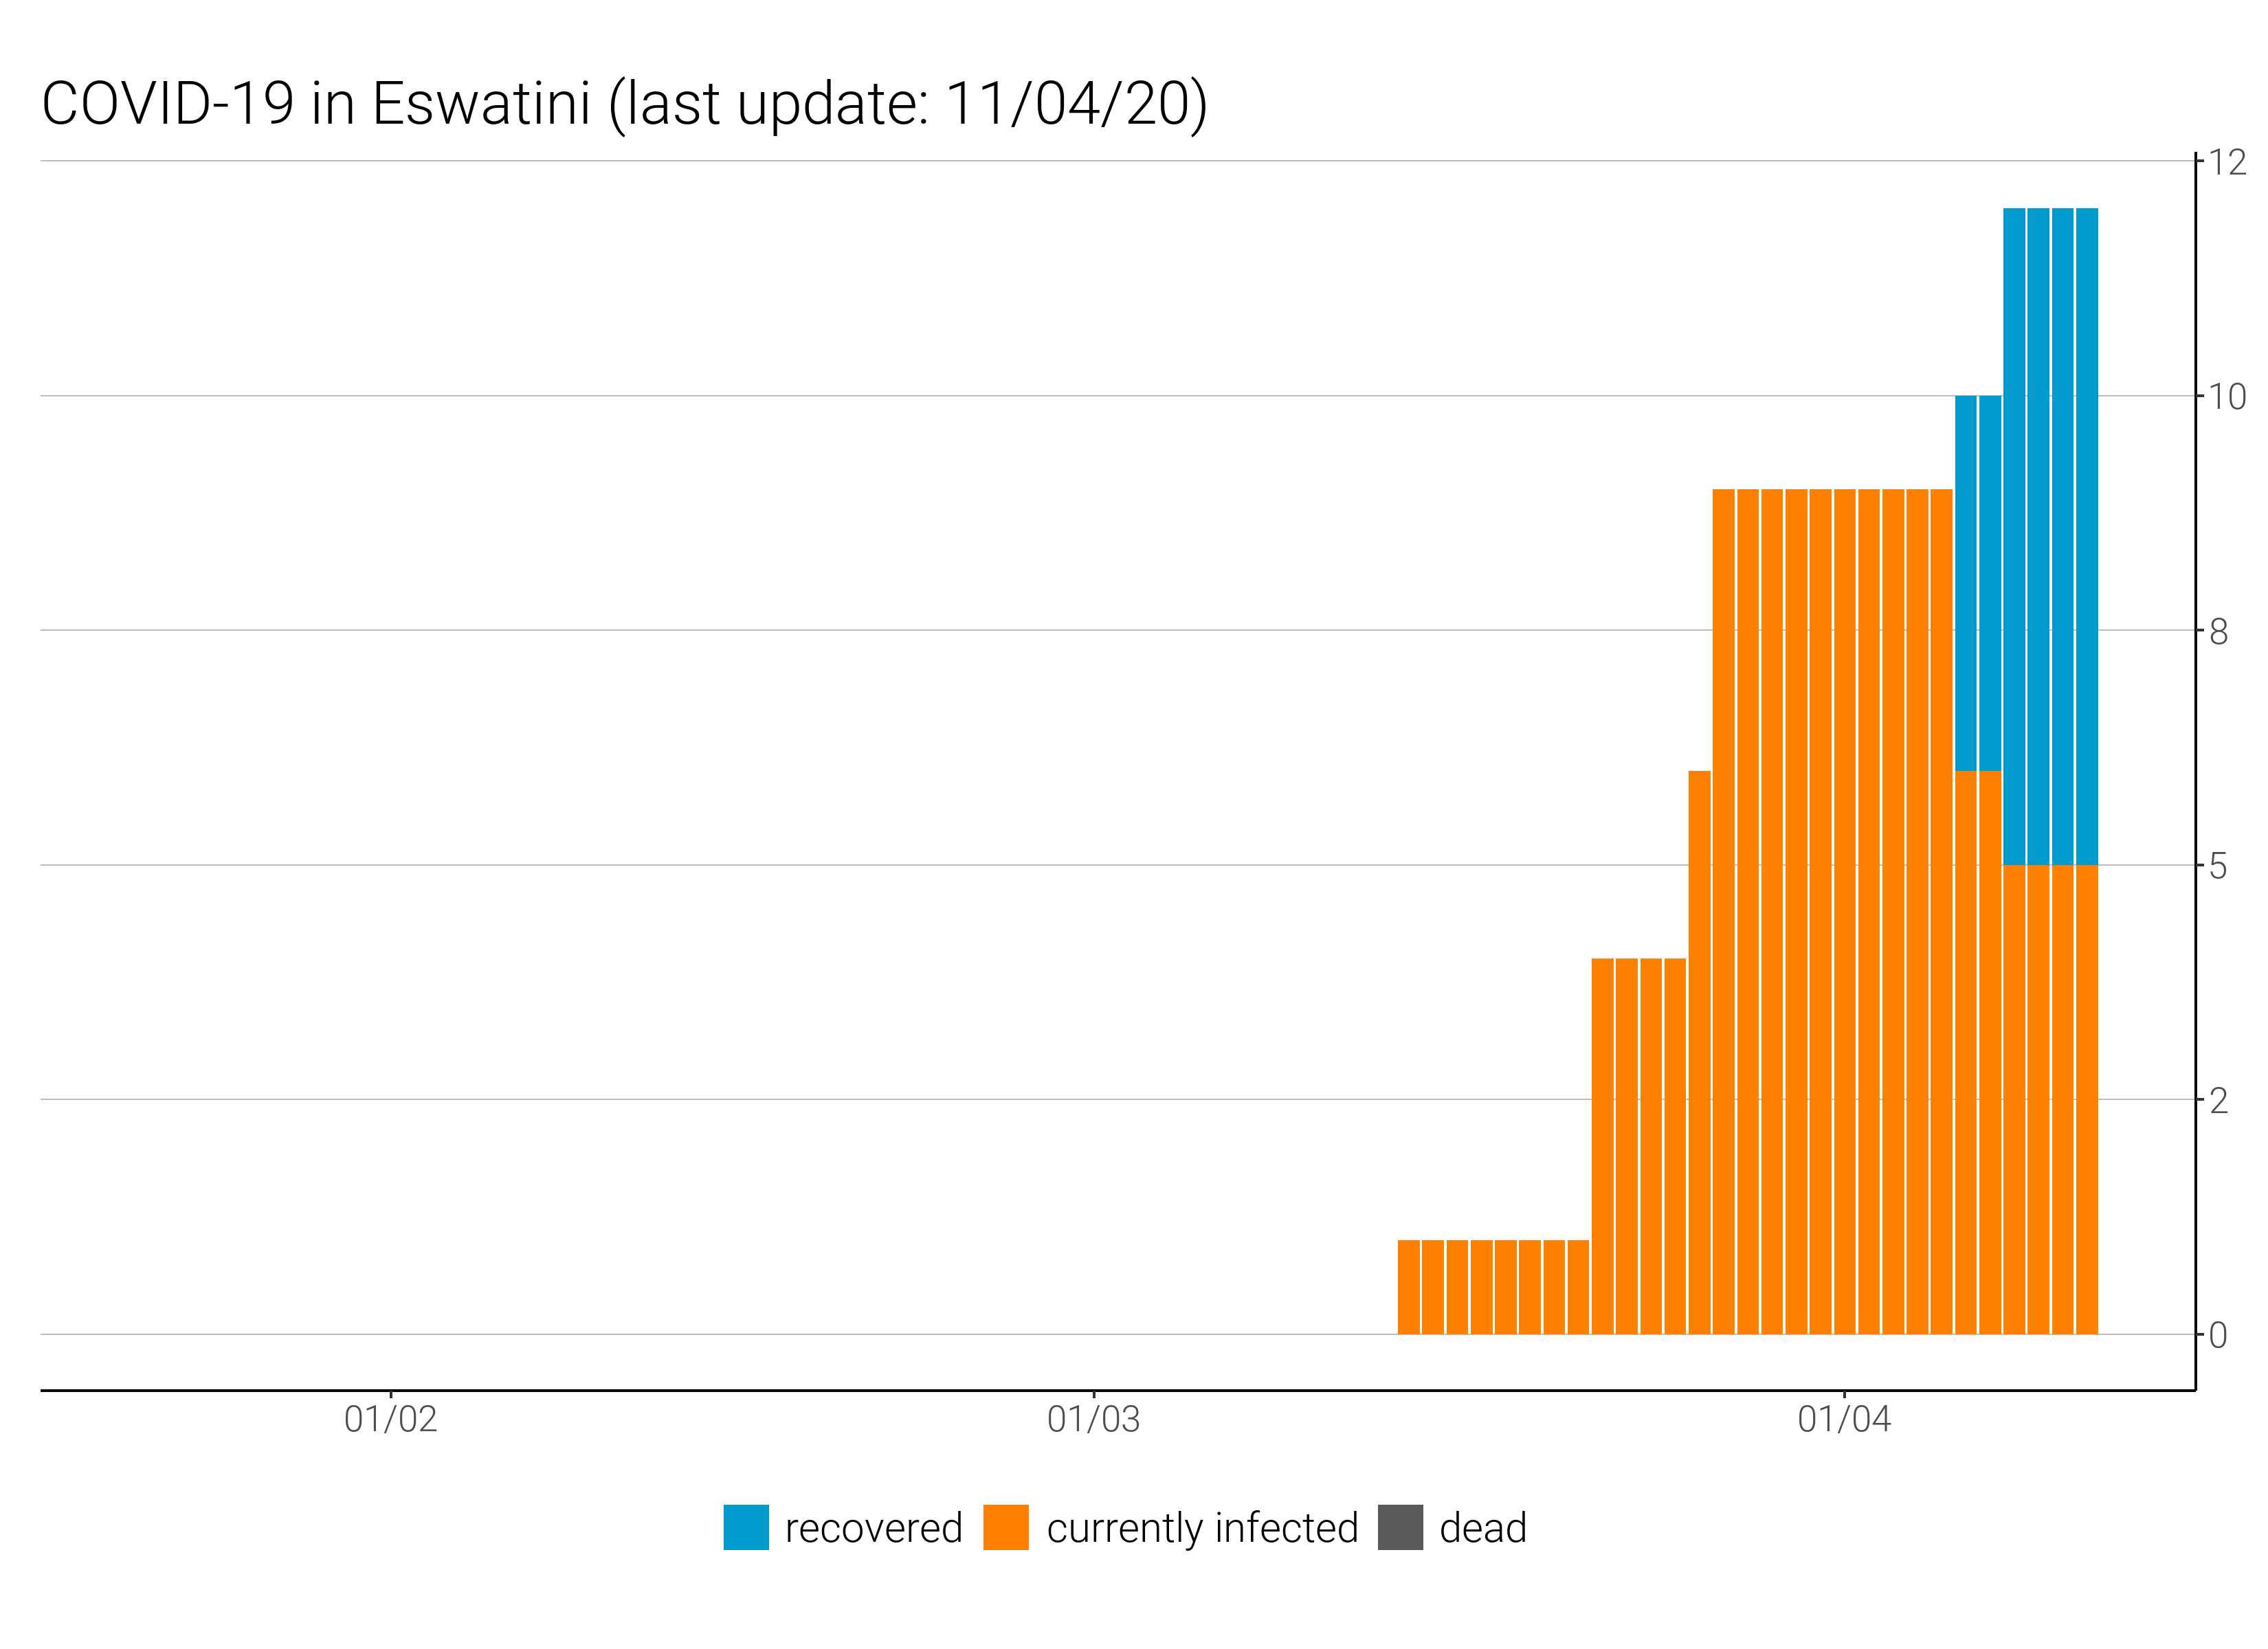 COVID-19 in Eswatini (last update: 11/04/20)
12
10
8
5
2
0
01/02 01/03 01/04
recovered currently infected dead